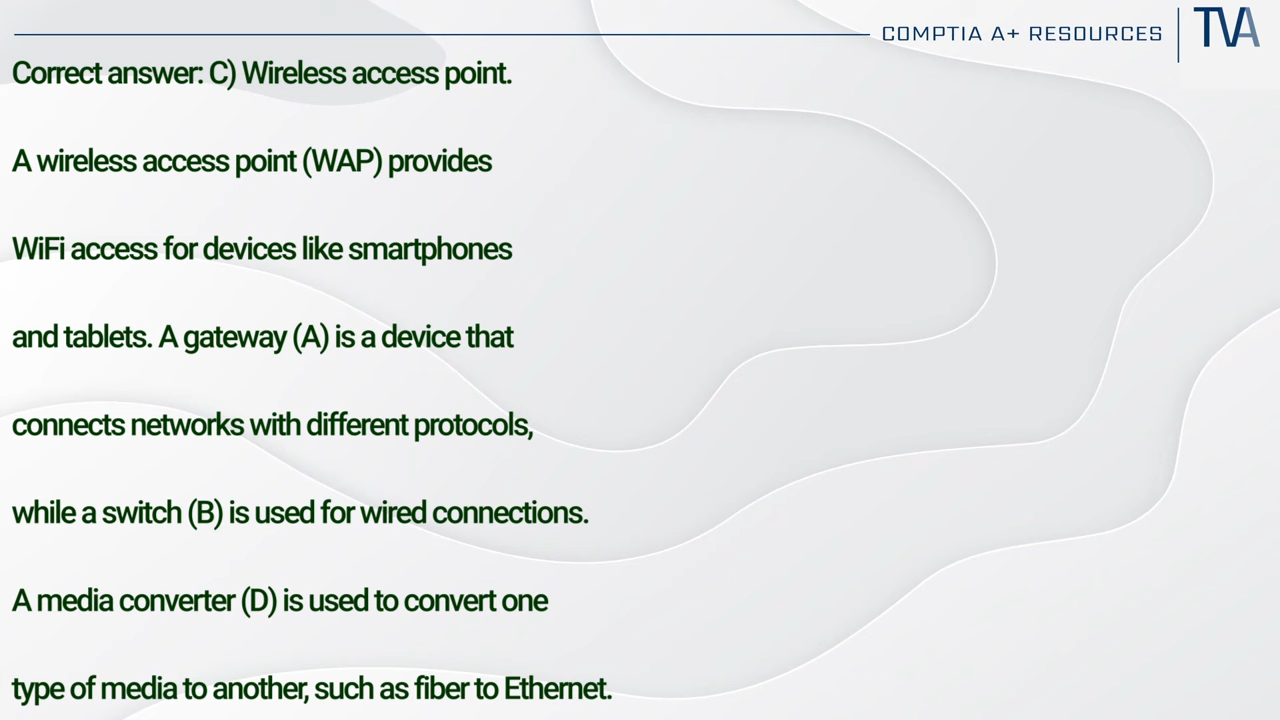 COMPTIA A+ RESOURCES
TVA
Correct answer: C) Wireless access point.
A wireless access point (WAP) provides
WiFi access for devices like smartphones
and tablets. A gateway (A) is a device that
connects networks with different protocols,
while a switch (B) is used for wired connections.
A media converter (D) is used to convert one
type of media to another, such as fiber to Ethernet.